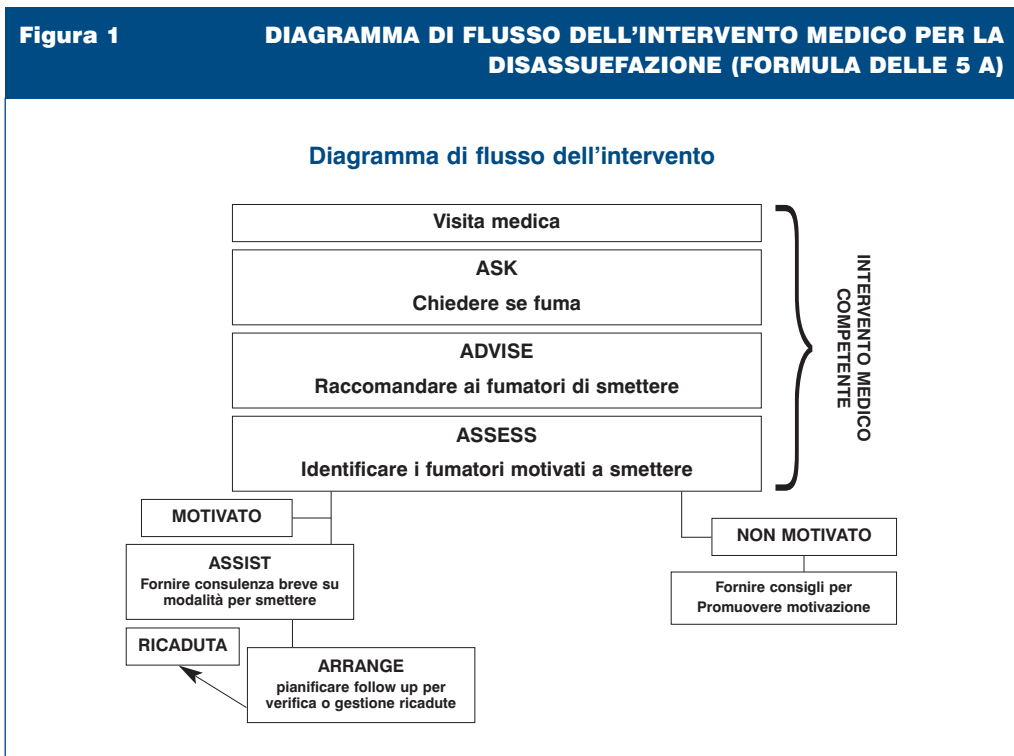 Figura 1
DIAGRAMMA DI FLUSSO DELL'INTERVENTO MEDICO PER LA
DISASSUEFAZIONE (FORMULA DELLE 5 A)
Diagramma di flusso dell'intervento
Visita medica
ASK
Chiedere se fuma
ADVISE
Raccomandare ai fumatori di smettere
ASSESS
Identificare i fumatori motivati a smettere
INTERVENTO MEDICO
COMPETENTE
MOTIVATO
NON MOTIVATO
ASSIST
Fornire consulenza breve su
modalità per smettere
Fornire consigli per
Promuovere motivazione
RICADUTA
ARRANGE
pianificare follow up per
verifica o gestione ricadute